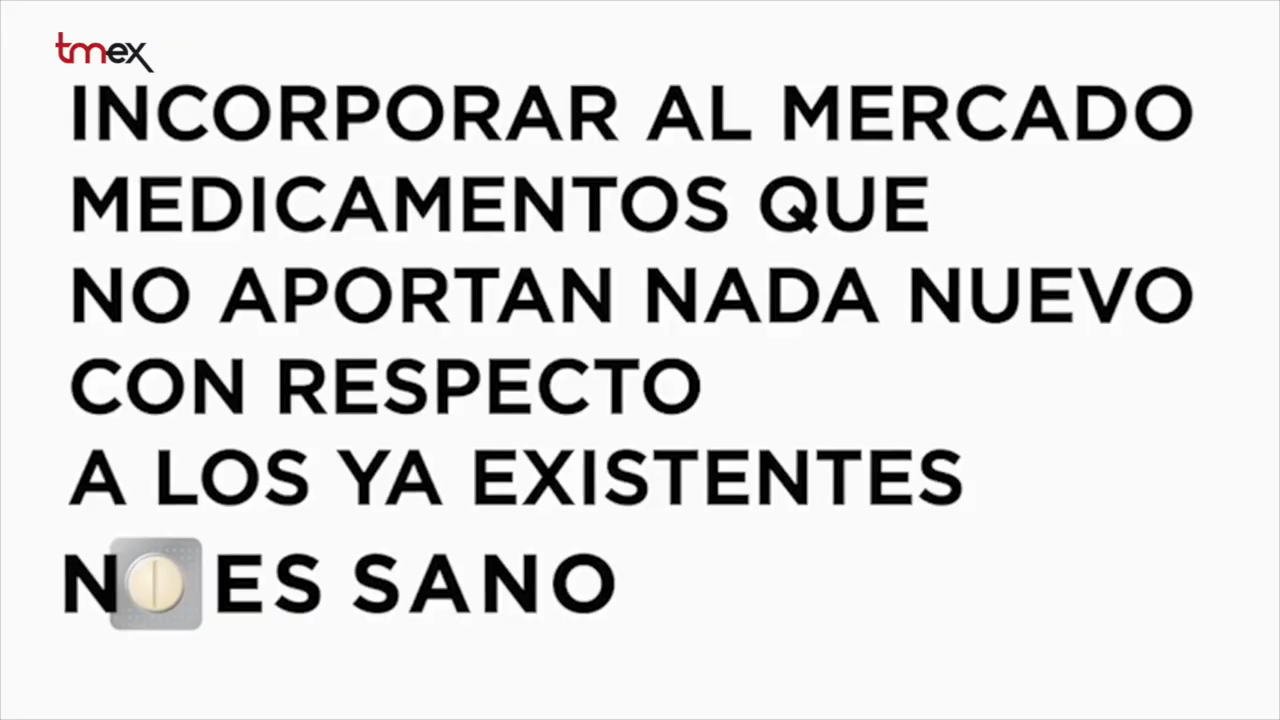 tmex
INCORPORAR AL MERCADO
MEDICAMENTOS QUE
NO APORTAN NADA NUEVO
CON RESPECTO
A LOS YA EXISTENTES
NO ES SANO